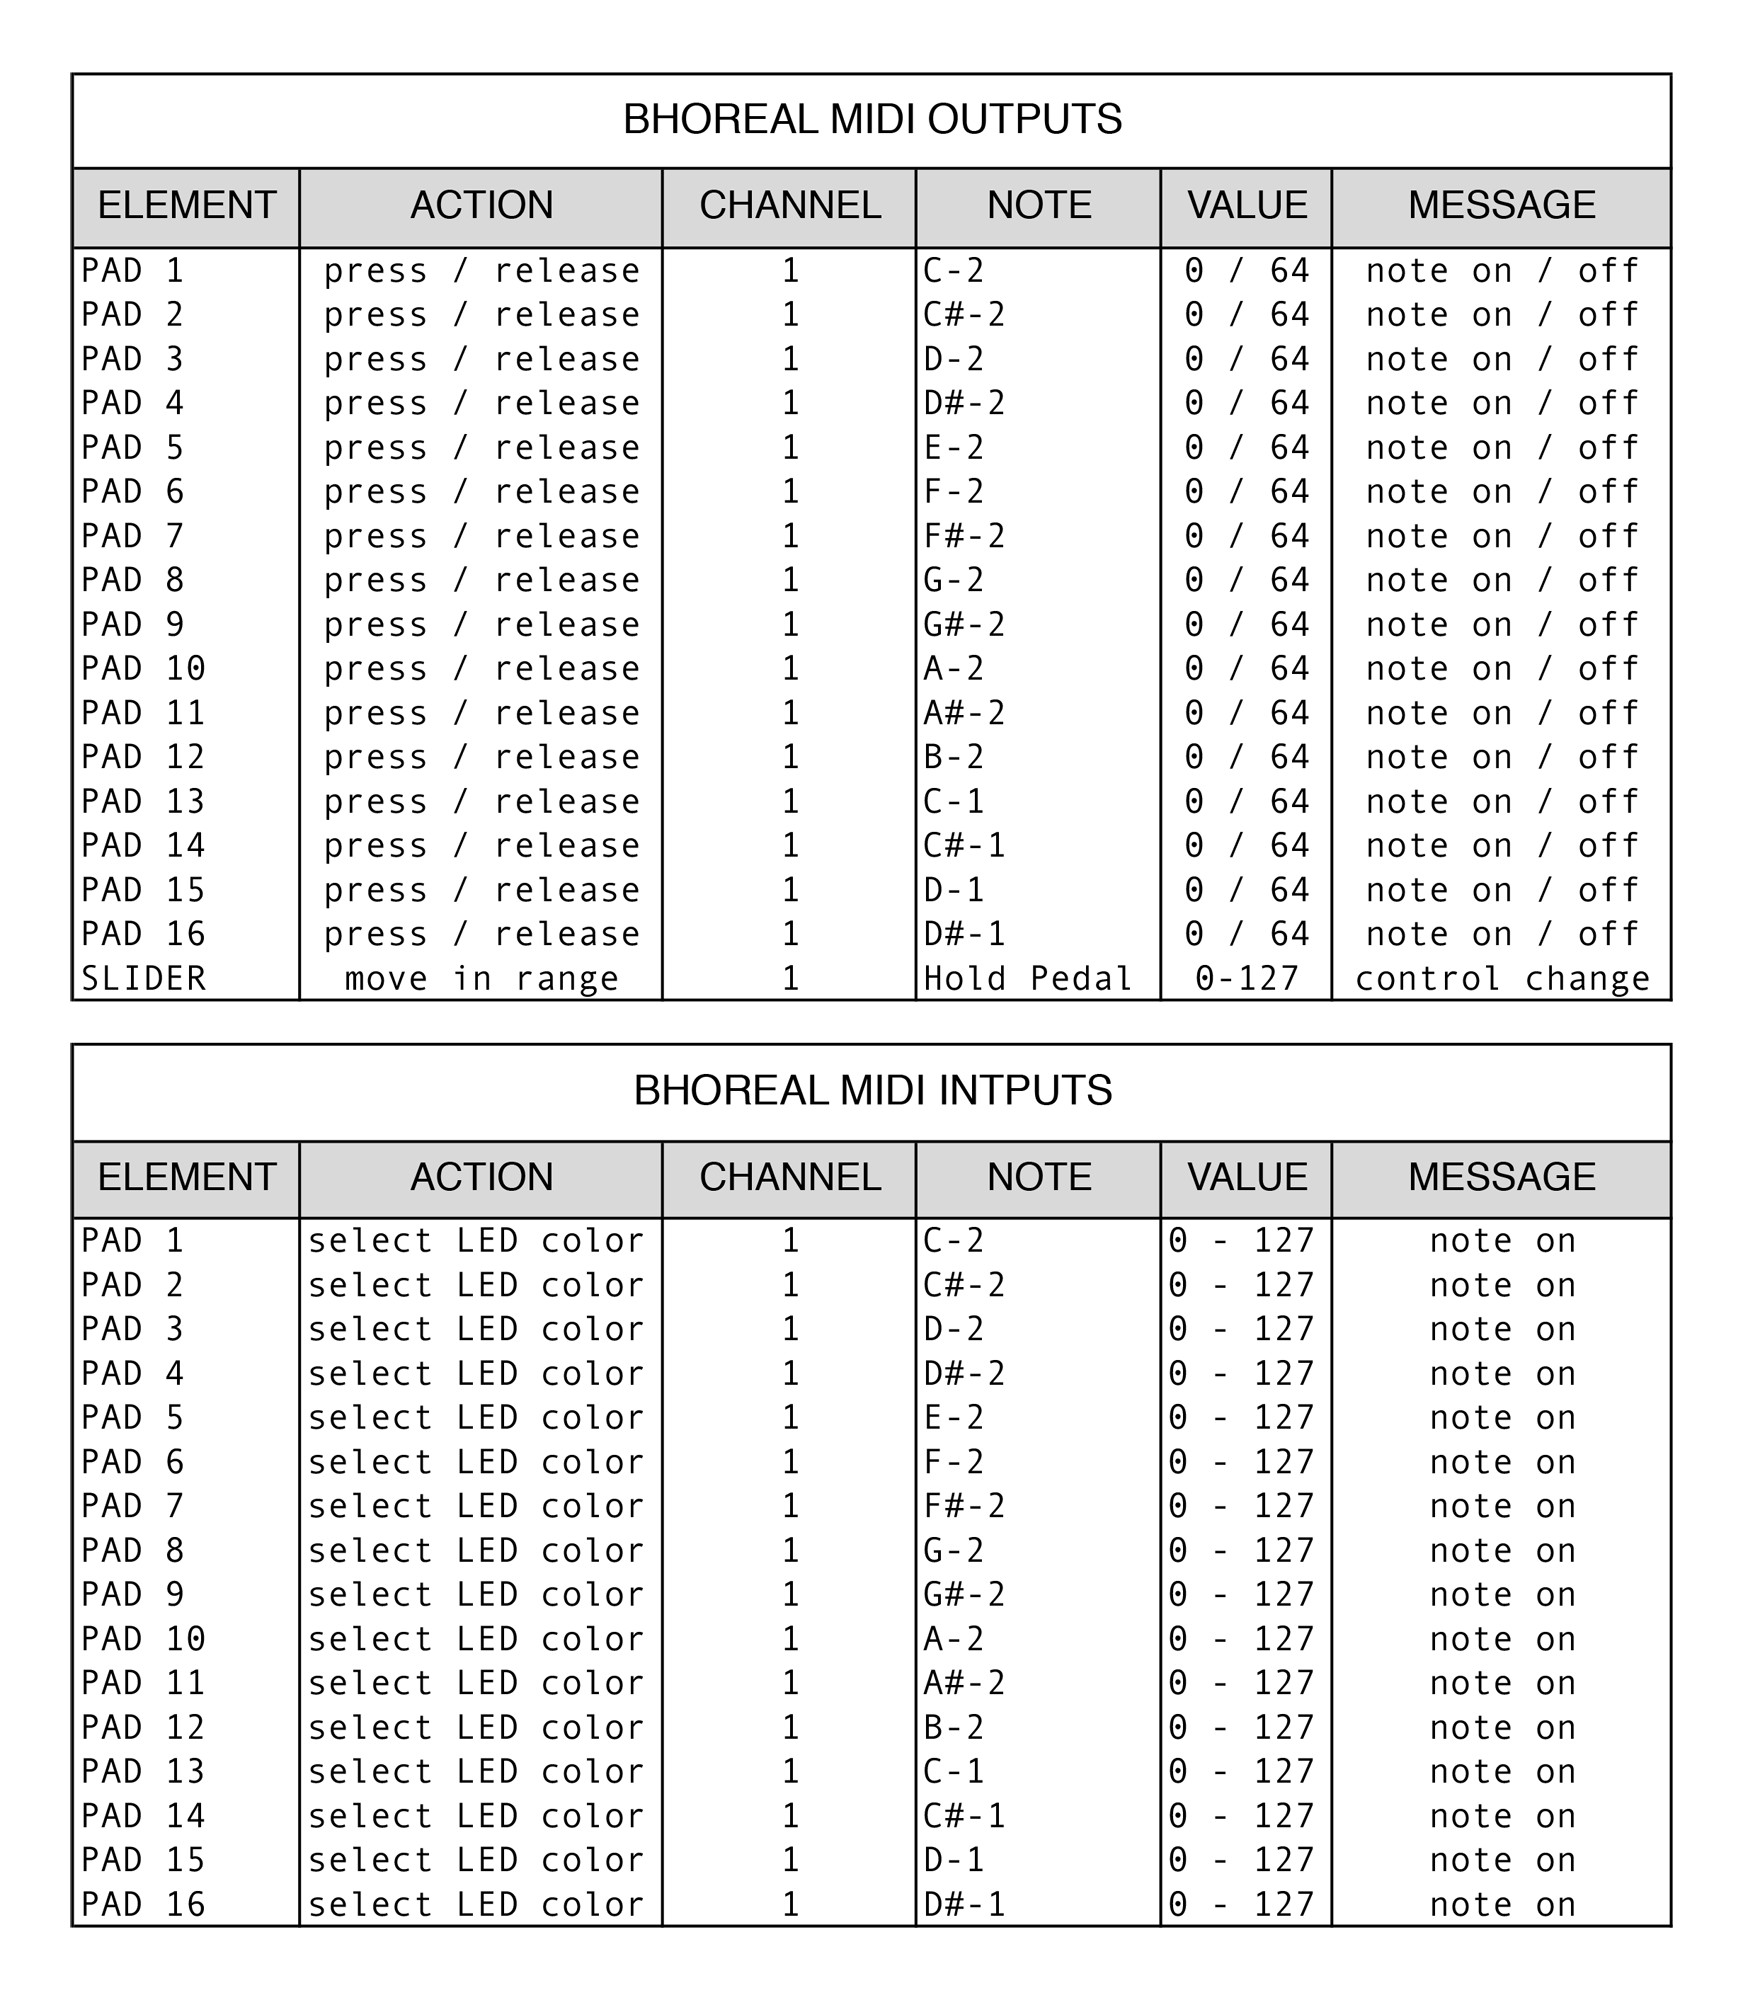 BHOREAL MIDI OUTPUTS
ELEMENT ACTION CHANNEL NOTE VALUE MESSAGE
PAD 1 press / release 1 C-2 0 / 64 note on / off
PAD 2 press / release 1 C#-2 0 / 64 note on / off
PAD 3 press / release 1 D-2 0 / 64 note on / off
PAD 4 press / release 1 D#-2 0 / 64 note on / off
PAD 5 press / release 1 E-2 0 / 64 note on / off
PAD 6 press / release 1 F-2 0 / 64 note on / off
PAD 7 press / release 1 F#-2 0 / 64 note on / off
PAD 8 press / release 1 G-2 0 / 64 note on / off
PAD 9 press / release 1 G#-2 0 / 64 note on / off
PAD 10 press / release 1 A-2 0 / 64 note on / off
PAD 11 press / release 1 A#-2 0 / 64 note on / off
PAD 12 press / release 1 B-2 0 / 64 note on / off
PAD 13 press / release 1 C-1 0 / 64 note on / off
PAD 14 press / release 1 C#-1 0 / 64 note on / off
PAD 15 press / release 1 D-1 0 / 64 note on / off
PAD 16 press / release 1 D#-1 0 / 64 note on / off
SLIDER move in range 1 Hold Pedal 0-127 control change
BHOREAL MIDI INTPUTS
ELEMENT ACTION CHANNEL NOTE VALUE MESSAGE
PAD 1 select LED color 1 C-2 0 - 127 note on
PAD 2 select LED color 1 C#-2 0 - 127 note on
PAD 3 select LED color 1 D-2 0 - 127 note on
PAD 4 select LED color 1 D#-2 0 - 127 note on
PAD 5 select LED color 1 E-2 0 - 127 note on
PAD 6 select LED color 1 F-2 0 - 127 note on
PAD 7 select LED color 1 F#-2 0 - 127 note on
PAD 8 select LED color 1 G-2 0 - 127 note on
PAD 9 select LED color 1 G#-2 0 - 127 note on
PAD 10 select LED color 1 A-2 0 - 127 note on
PAD 11 select LED color 1 A#-2 0 - 127 note on
PAD 12 select LED color 1 B-2 0 - 127 note on
PAD 13 select LED color 1 C-1 0 - 127 note on
PAD 14 select LED color 1 C#-1 0 - 127 note on
PAD 15 select LED color 1 D-1 0 - 127 note on
PAD 16 select LED color 1 D#-1 0 - 127 note on